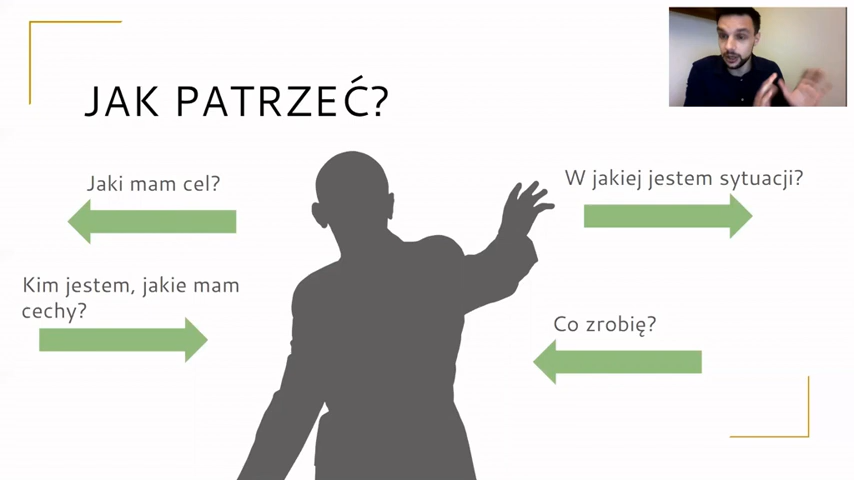 JAK PATRZEĆ?
Jaki mam cel?
W jakiej jestem sytuacji?
Kim jestem, jakie mam
cechy?
Co zrobię?